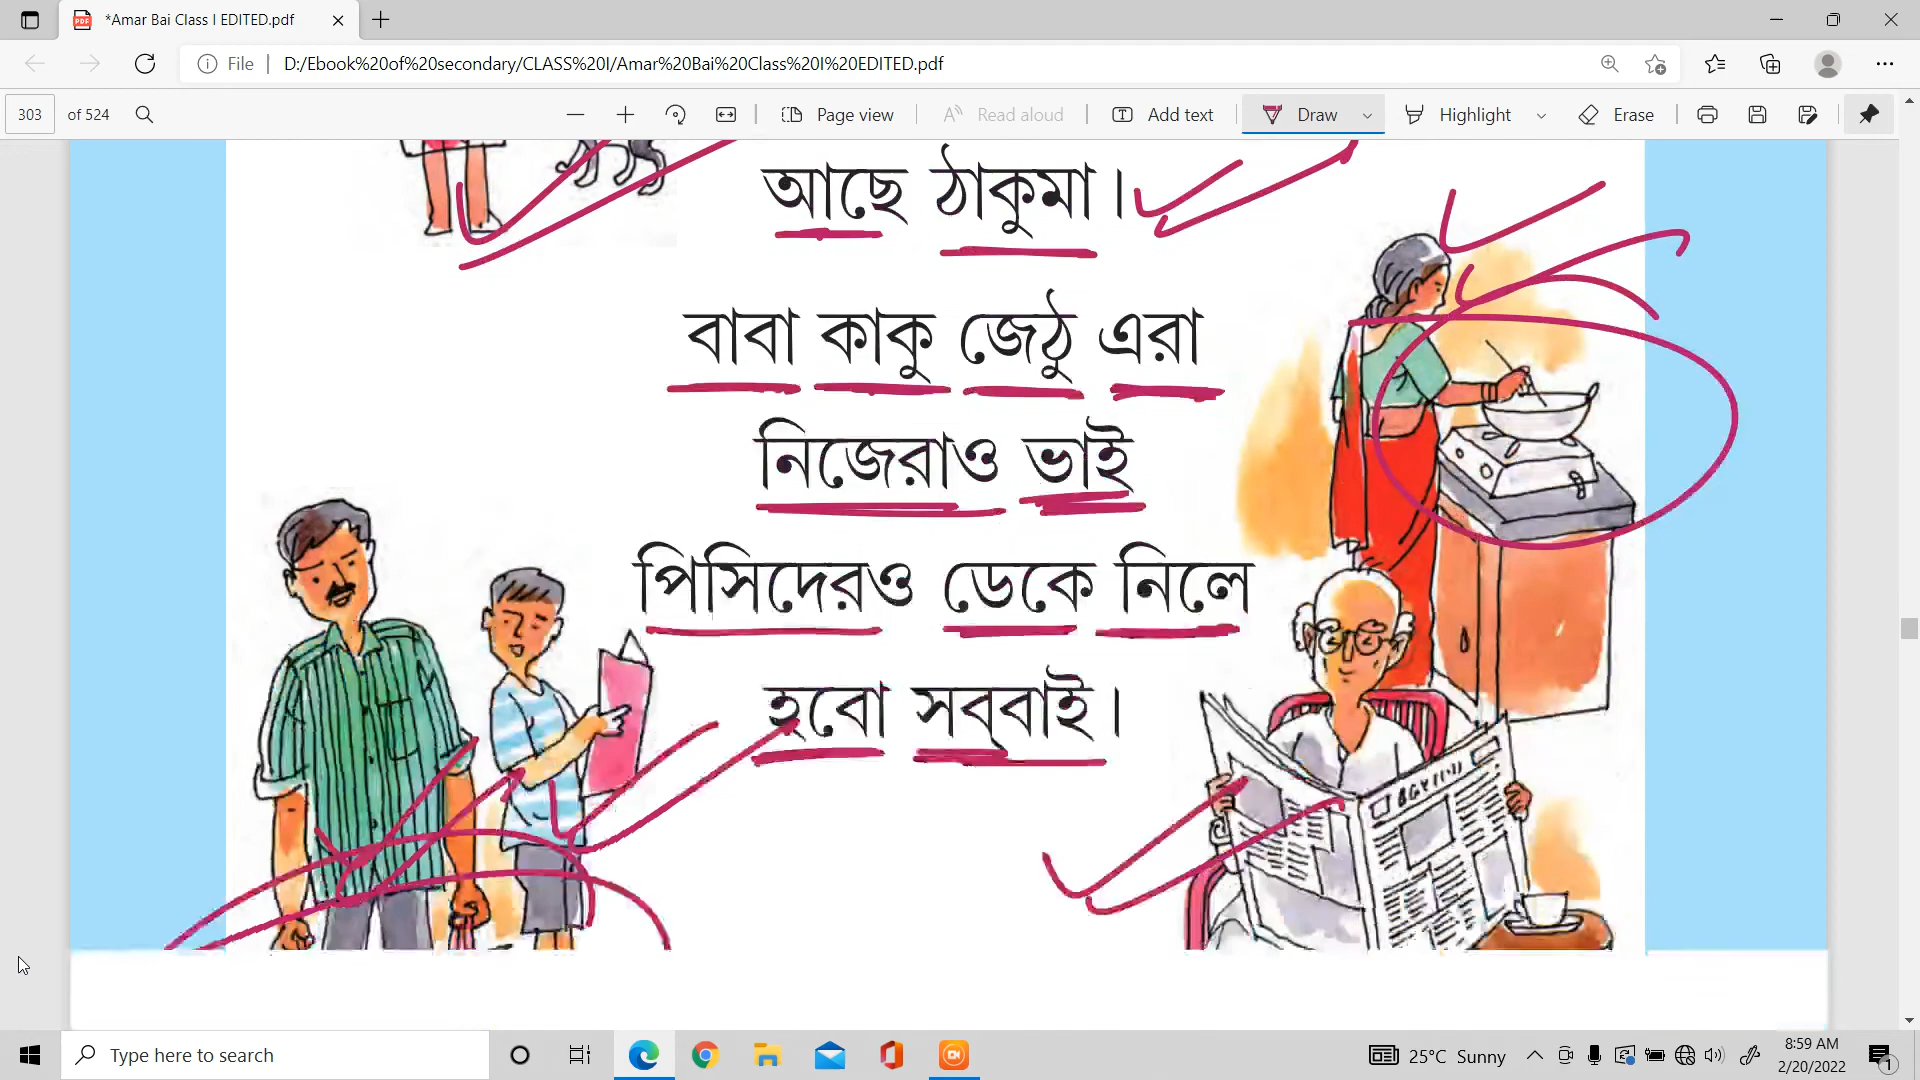 *Amar Bai Class I EDITED.pdf
File D:/Ebook%20of%20secondary/CLASS%20I/Amar%20Bai%20Class%20I%20EDITED.pdf
303 of 524 Page view Read aloud Add text Draw Highlight Erase
আছে ঠাকুমা।
বাবা কাকু জেঠু এরা
নিজেরাও ভাই
পিসিদেরও ডেকে নিলে
হবো সব্‌বাই।
Type here to search
25°C Sunny
8:59 AM
2/20/2022
1